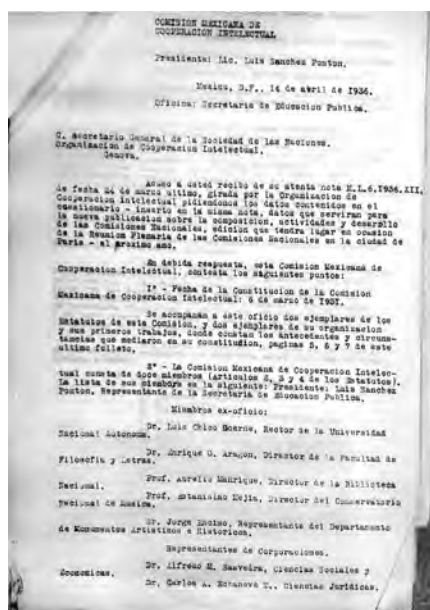 COMISION MEXICANA DE
COOPERACION INTELECTUAL
Presidente: Lic. Luis Sanchez Ponton.
Mexico, D.F., 14 de abril de 1936.
Oficina: Secretaria de Educacion Publica.
C. Secretario General de la Sociedad de las Naciones.
Organizacion de Cooperacion Intelectual.
Genova.
Acuso a usted recibo de su atenta nota M.L.6.1936.XII.
de fecha 24 de marzo ultimo, girada por la Organizacion de
Cooperacion Intelectual pidiendonos los datos contenidos en el
cuestionario - inserto en la misma nota, datos que serviran para
la nueva publicacion sobre la composicion, actividades y desarrollo
de las Comisiones Nacionales, edicion que tendra lugar en ocasion
de la Reunion Plenaria de las Comisiones Nacionales en la ciudad de
Paris - el proximo ano.
En debida respuesta, esta Comision Mexicana de
Cooperacion Intelectual, contesta los siguientes puntos:
1º - Fecha de la Constitucion de la Comision
Mexicana de Cooperacion Intelectual: 6 de marzo de 1931.
Se acompanan a este oficio dos ejemplares de los
Estatutos de esta Comision, y dos ejemplares de su organizacion
y sus primeros trabajos, donde constan los antecedentes y circuns-
tancias que mediaron en su constitucion, paginas 5, 6 y 7 de este
ultimo folleto.
2º - La Comision Mexicana de Cooperacion Intelec-
tual consta de doce miembros (Articulos 2, 3 y 4 de los Estatutos).
La lista de sus miembros es la siguiente: Presidente: Luis Sanchez
Ponton, Representante de la Secretaria de Educacion Publica.
Miembros ex-oficio:
Dr. Luis Chico Goerne, Rector de la Universidad
Nacional Autonoma.
Dr. Enrique O. Aragon, Director de la Facultad de
Filosofia y Letras.
Prof. Aurelio Manrique, Director de la Biblioteca
Nacional.
Prof. Estanislao Mejia, Director del Conservatorio
Nacional de Musica.
Sr. Jorge Enciso, Representante del Departamento
de Monumentos Artisticos e Historicos.
Representantes de Corporaciones.
Dr. Alfredo M. Saavedra, Ciencias Sociales y
Economicas.
Dr. Carlos A. Echanove T., Ciencias Juridicas.